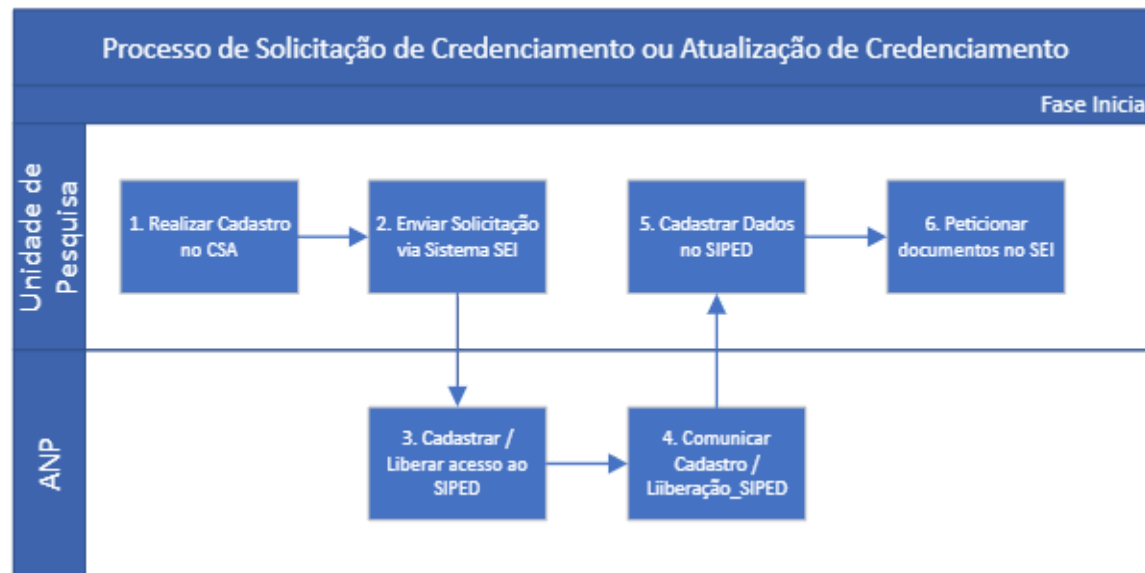 Processo de Solicitação de Credenciamento ou Atualização de Credenciamento
Fase Inicia
Unidade de
Pesquisa
1. Realizar Cadastro
no CSA
2. Enviar Solicitação
via Sistema SEI
5. Cadastrar Dados
no SIPED
6. Peticionar
documentos no SEI
ANP
3. Cadastrar /
Liberar acesso ao
SIPED
4. Comunicar
Cadastro /
Liiberação_SIPED